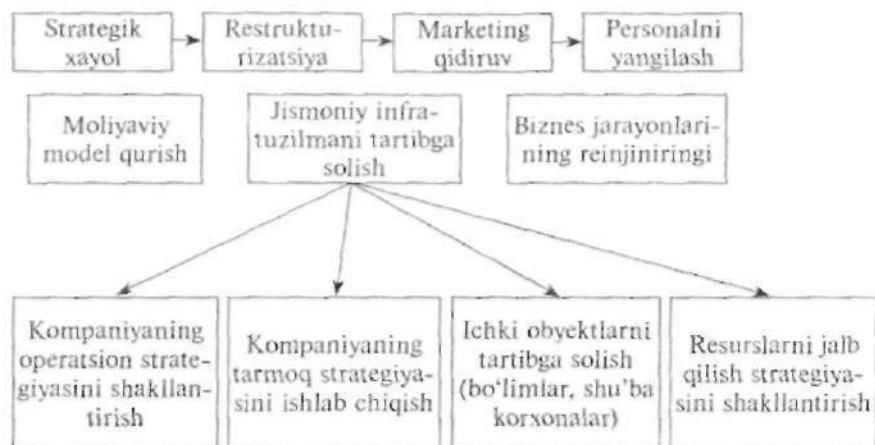 Strategik
xayol
Restruktu-
rizatsiya
Marketing
qidiruv
Personalni
yangilash
Moliyaviy
model qurish
Jismoniy infra-
tuzilmani tartibga
solish
Biznes jarayonlari-
ning reinjiniringi
Kompaniyaning
operatsion strate-
giyasini shakllan-
tirish
Kompaniyaning
tarmoq strategiya-
sini ishlab chiqish
Ichki obyektlarni
tartibga solish
(bo‘limlar, shu’ba
korxonalar)
Resurslarni jalb
qilish strategiya-
sini shakllantirish